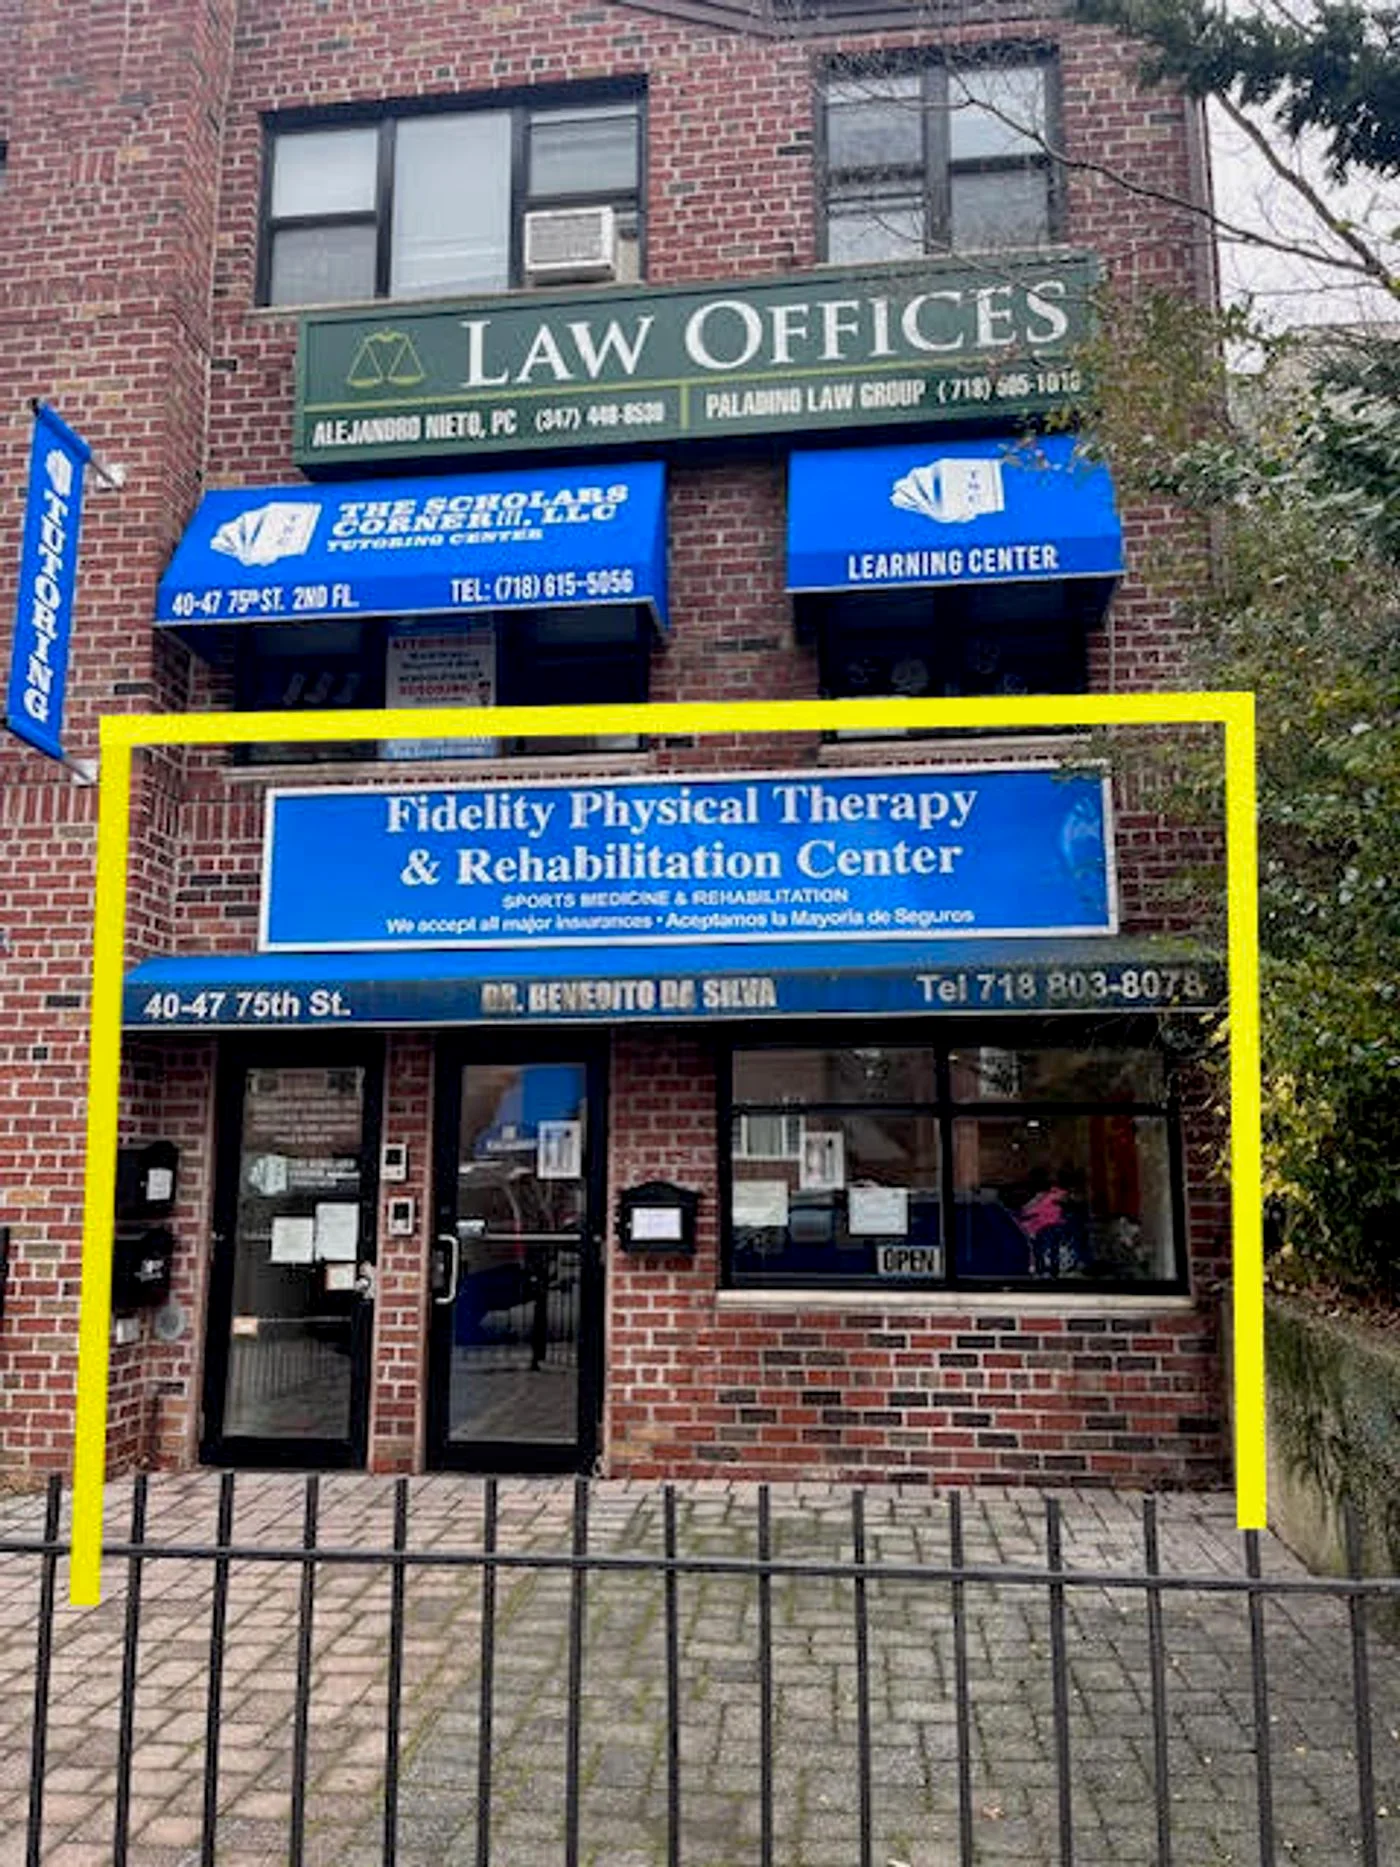 LAW OFFICES
ALEJANDRO NIETO, PC (347) 448-8530
PALADINO LAW GROUP (718) 505-1010
TUTORING
THE SCHOLARS
CORNER III, LLC
TUTORING CENTER
40-47 75th ST. 2ND FL. TEL: (718) 615-5056
LEARNING CENTER
Fidelity Physical Therapy
& Rehabilitation Center
SPORTS MEDICINE & REHABILITATION
We accept all major insurances • Aceptamos la Mayoría de Seguros
40-47 75th St. DR. BENEDITO DA SILVA Tel 718 803-8078
OPEN